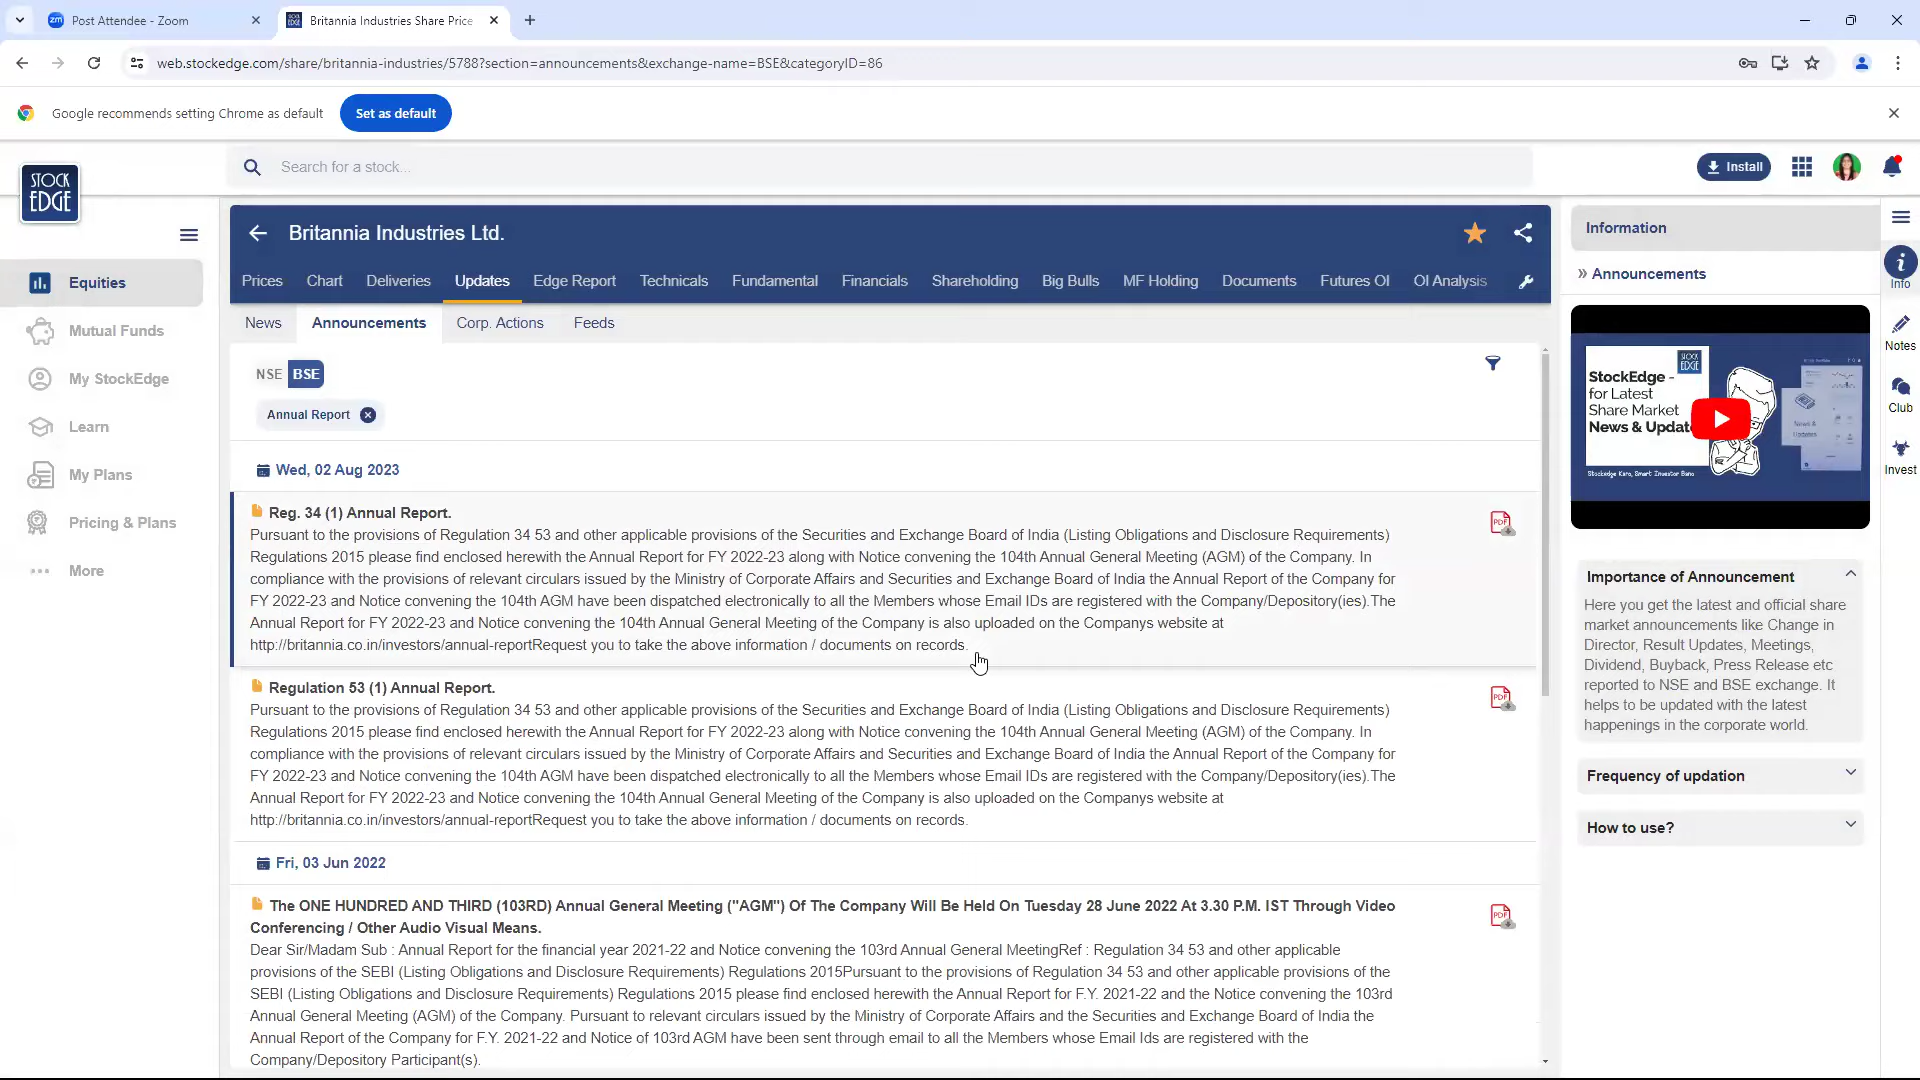 Post Attendee - Zoom
Britannia Industries Share Price
web.stockedge.com/share/britannia-industries/5788?section=announcements&exchange-name=BSE&categoryID=86
Google recommends setting Chrome as default
Set as default
STOCK
EDGE
Search for a stock...
Install
Equities
Mutual Funds
My StockEdge
Learn
My Plans
Pricing & Plans
More
Britannia Industries Ltd.
Prices Chart Deliveries Updates Edge Report Technicals Fundamental Financials Shareholding Big Bulls MF Holding Documents Futures OI OI Analysis
News Announcements Corp. Actions Feeds
NSE BSE
Annual Report
Wed, 02 Aug 2023
Reg. 34 (1) Annual Report.
Pursuant to the provisions of Regulation 34 53 and other applicable provisions of the Securities and Exchange Board of India (Listing Obligations and Disclosure Requirements)
Regulations 2015 please find enclosed herewith the Annual Report for FY 2022-23 along with Notice convening the 104th Annual General Meeting (AGM) of the Company. In
compliance with the provisions of relevant circulars issued by the Ministry of Corporate Affairs and Securities and Exchange Board of India the Annual Report of the Company for
FY 2022-23 and Notice convening the 104th AGM have been dispatched electronically to all the Members whose Email IDs are registered with the Company/Depository(ies).The
Annual Report for FY 2022-23 and Notice convening the 104th Annual General Meeting of the Company is also uploaded on the Companys website at
http://britannia.co.in/investors/annual-reportRequest you to take the above information / documents on records.
PDF
Regulation 53 (1) Annual Report.
Pursuant to the provisions of Regulation 34 53 and other applicable provisions of the Securities and Exchange Board of India (Listing Obligations and Disclosure Requirements)
Regulations 2015 please find enclosed herewith the Annual Report for FY 2022-23 along with Notice convening the 104th Annual General Meeting (AGM) of the Company. In
compliance with the provisions of relevant circulars issued by the Ministry of Corporate Affairs and Securities and Exchange Board of India the Annual Report of the Company for
FY 2022-23 and Notice convening the 104th AGM have been dispatched electronically to all the Members whose Email IDs are registered with the Company/Depository(ies).The
Annual Report for FY 2022-23 and Notice convening the 104th Annual General Meeting of the Company is also uploaded on the Companys website at
http://britannia.co.in/investors/annual-reportRequest you to take the above information / documents on records.
PDF
Fri, 03 Jun 2022
The ONE HUNDRED AND THIRD (103RD) Annual General Meeting ("AGM") Of The Company Will Be Held On Tuesday 28 June 2022 At 3.30 P.M. IST Through Video
Conferencing / Other Audio Visual Means.
Dear Sir/Madam Sub : Annual Report for the financial year 2021-22 and Notice convening the 103rd Annual General MeetingRef : Regulation 34 53 and other applicable
provisions of the SEBI (Listing Obligations and Disclosure Requirements) Regulations 2015Pursuant to the provisions of Regulation 34 53 and other applicable provisions of the
SEBI (Listing Obligations and Disclosure Requirements) Regulations 2015 please find enclosed herewith the Annual Report for F.Y. 2021-22 and the Notice convening the 103rd
Annual General Meeting (AGM) of the Company. Pursuant to relevant circulars issued by the Ministry of Corporate Affairs and the Securities and Exchange Board of India the
Annual Report of the Company for F.Y. 2021-22 and Notice of 103rd AGM have been sent through email to all the Members whose Email Ids are registered with the
Company/Depository Participant(s).
PDF
Information
» Announcements
STOCK
EDGE
StockEdge -
for Latest
Share Market
News & Updat
News &
Updates
Stockedge Karo, Smart Investor Bano
Importance of Announcement
Here you get the latest and official share
market announcements like Change in
Director, Result Updates, Meetings,
Dividend, Buyback, Press Release etc
reported to NSE and BSE exchange. It
helps to be updated with the latest
happenings in the corporate world.
Frequency of updation
How to use?
Info
Notes
Club
Invest